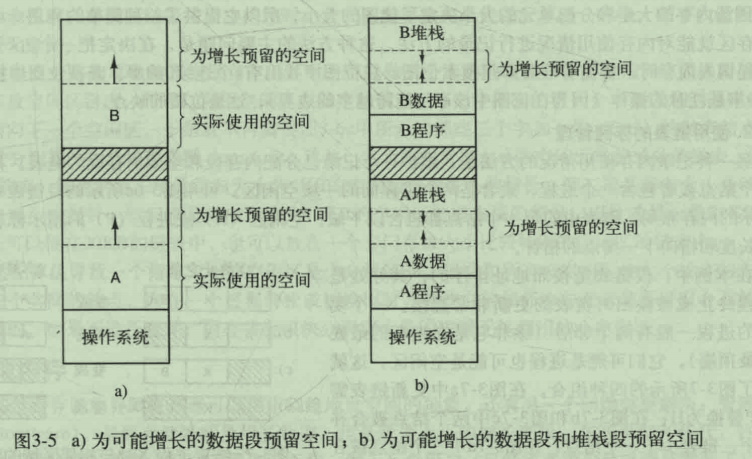 为增长预留的空间
B
实际使用的空间
为增长预留的空间
A
实际使用的空间
操作系统
a)
B堆栈
为增长预留的空间
B数据
B程序
A堆栈
为增长预留的空间
A数据
A程序
操作系统
b)
图3-5 a) 为可能增长的数据段预留空间；b) 为可能增长的数据段和堆栈段预留空间